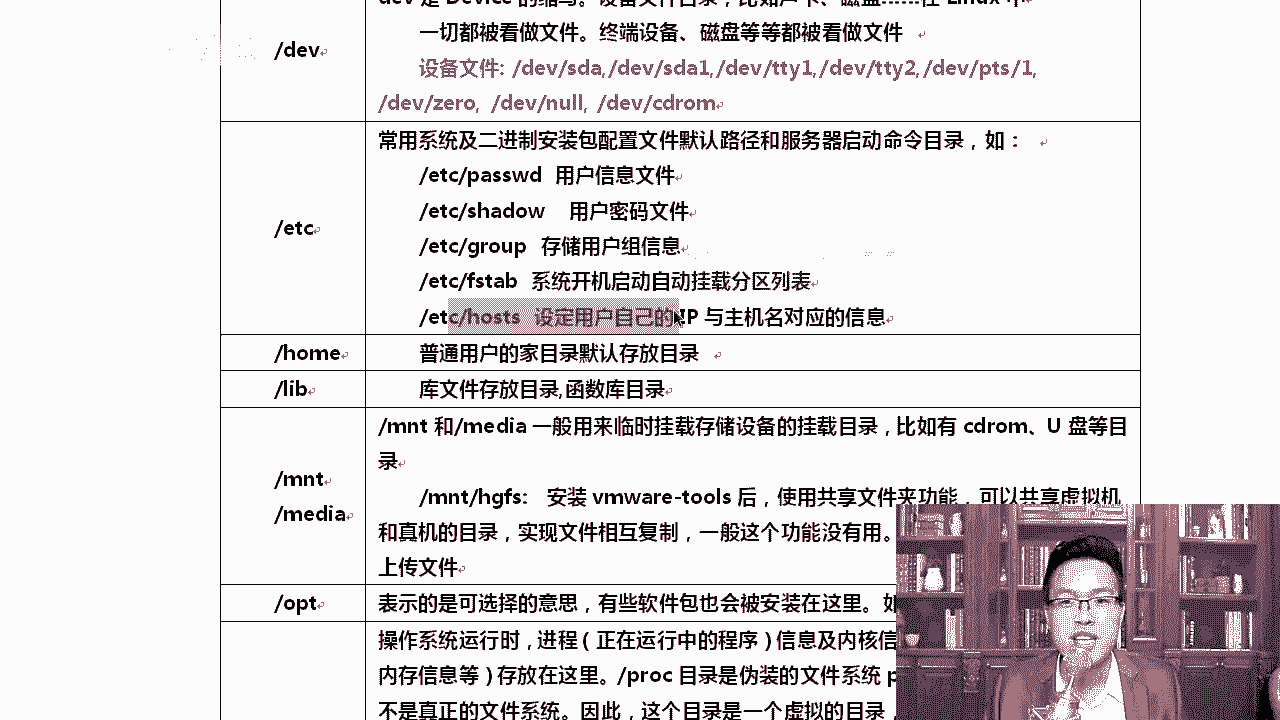 dev 是 Device 的缩写。设备文件目录，比如声卡、磁盘……在 Linux 中
/dev
一切都被看做文件。终端设备、磁盘等等都被看做文件
设备文件: /dev/sda,/dev/sda1,/dev/tty1,/dev/tty2,/dev/pts/1,
/dev/zero, /dev/null, /dev/cdrom
常用系统及二进制安装包配置文件默认路径和服务器启动命令目录，如：
/etc
/etc/passwd 用户信息文件
/etc/shadow 用户密码文件
/etc/group 存储用户组信息
/etc/fstab 系统开机启动自动挂载分区列表
/etc/hosts 设定用户自己的 IP 与主机名对应的信息
/home 普通用户的家目录默认存放目录
/lib 库文件存放目录,函数库目录
/mnt
/media
/mnt 和/media 一般用来临时挂载存储设备的挂载目录，比如有 cdrom、U 盘等目
录
/mnt/hgfs: 安装 vmware-tools 后，使用共享文件夹功能，可以共享虚拟机
和真机的目录，实现文件相互复制，一般这个功能没有用。
上传文件
/opt 表示的是可选择的意思，有些软件包也会被安装在这里。如
操作系统运行时，进程（正在运行中的程序）信息及内核信
内存信息等）存放在这里。/proc 目录是伪装的文件系统 p
不是真正的文件系统。因此，这个目录是一个虚拟的目录，